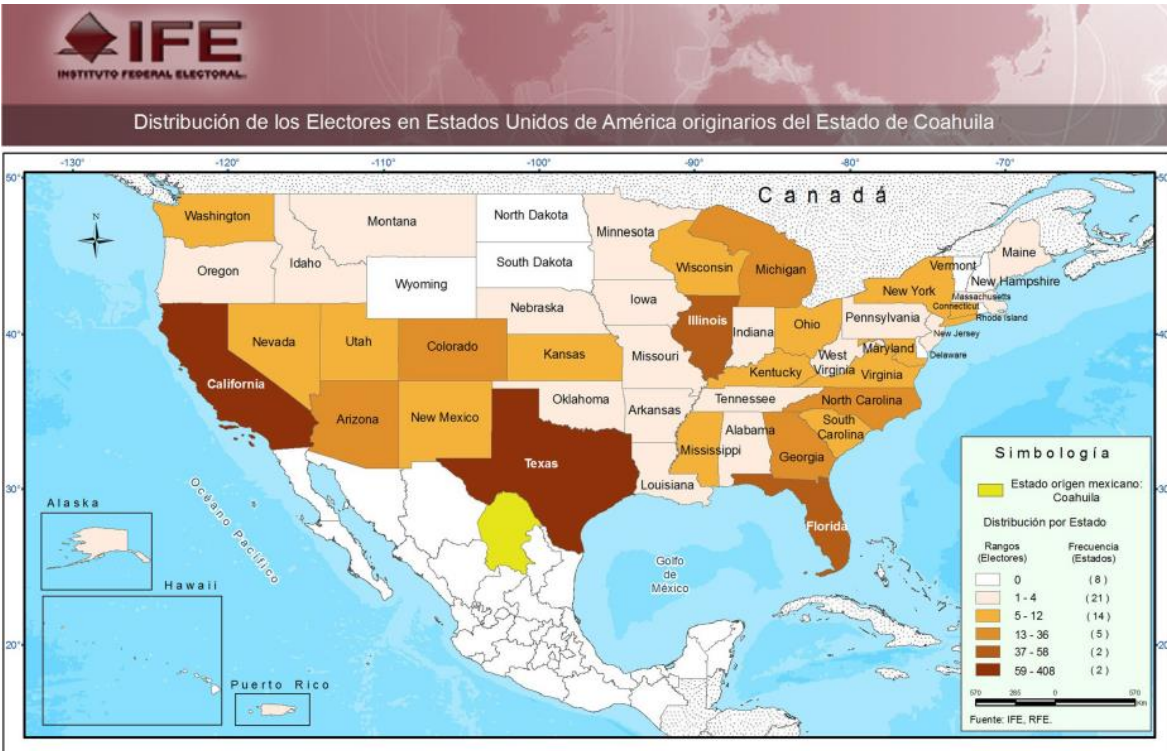 IFE
INSTITUTO FEDERAL ELECTORAL
Distribución de los Electores en Estados Unidos de América originarios del Estado de Coahuila
-130° -120° -110° -100° -90° -80° -70°
50°
40°
30°
20°
N
Canadá
Washington
Montana
North Dakota
Minnesota
Maine
Oregon
Idaho
Wyoming
South Dakota
Wisconsin
Michigan
Vermont
New Hampshire
New York
Massachusetts
Connecticut
Rhode Island
Nebraska
Iowa
Illinois
Indiana
Ohio
Pennsylvania
New Jersey
Nevada
Utah
Colorado
Kansas
Missouri
West
Virginia
Maryland
Delaware
Kentucky
Virginia
California
Arizona
New Mexico
Oklahoma
Arkansas
Tennessee
North Carolina
South
Carolina
Texas
Louisiana
Mississippi
Alabama
Georgia
Florida
Océano Pacífico
Golfo
de
México
Alaska
Hawaii
Puerto Rico
Simbología
Estado origen mexicano:
Coahuila
Distribución por Estado
Rangos Frecuencia
(Electores) (Estados)
0 (8)
1 - 4 (21)
5 - 12 (14)
13 - 36 (5)
37 - 58 (2)
59 - 408 (2)
570 285 0 570
Km
Fuente: IFE, RFE.